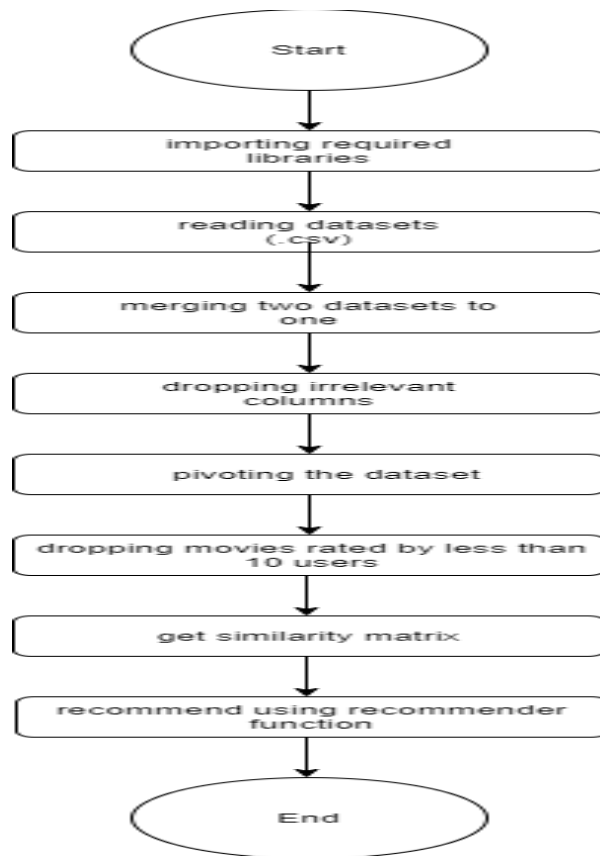 Start
importing required
libraries
reading datasets
(.csv)
merging two datasets to
one
dropping irrelevant
columns
pivoting the dataset
dropping movies rated by less than
10 users
get similarity matrix
recommend using recommender
function
End